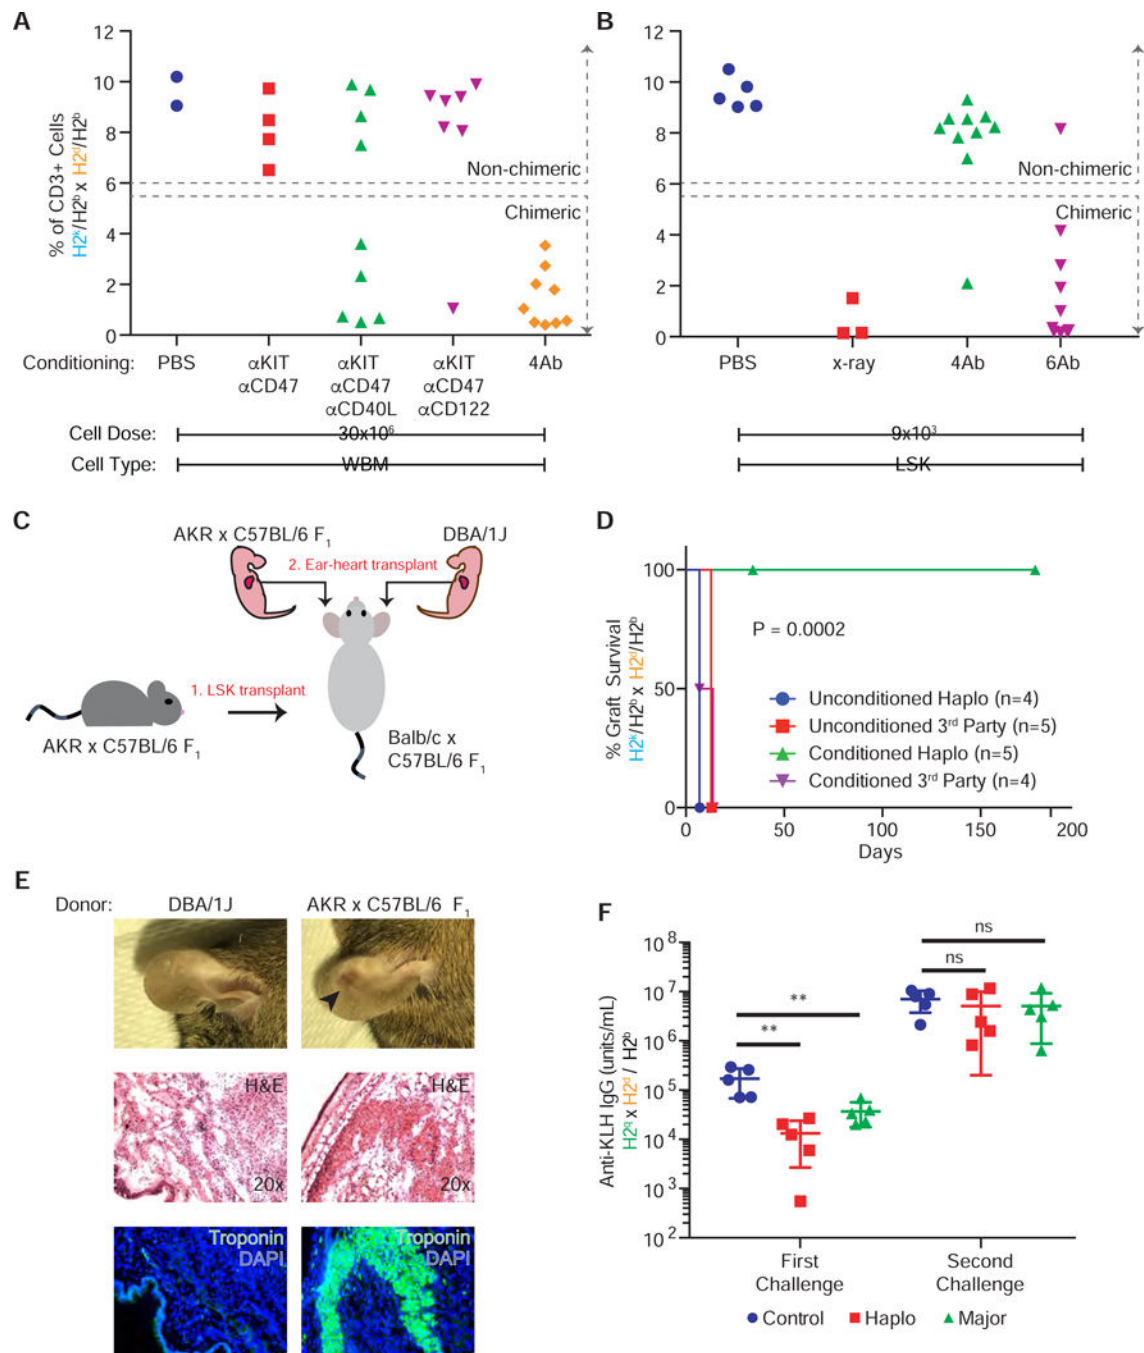 A
% of CD3+ Cells
H2ᵏ/H2ᵇ x H2ᵈ/H2ᵇ
12
10
8
6
4
2
0
Non-chimeric
Chimeric
Conditioning:
PBS
αKIT
αCD47
αKIT
αCD47
αCD40L
αKIT
αCD47
αCD122
4Ab
Cell Dose:
30x10⁶
Cell Type:
WBM
B
12
10
8
6
4
2
0
Non-chimeric
Chimeric
PBS
x-ray
4Ab
6Ab
9x10³
LSK
C
AKR x C57BL/6 F₁
DBA/1J
2. Ear-heart transplant
1. LSK transplant
AKR x C57BL/6 F₁
Balb/c x
C57BL/6 F₁
D
% Graft Survival
H2ᵏ/H2ᵇ x H2ᵈ/H2ᵇ
100
50
0
P = 0.0002
Unconditioned Haplo (n=4)
Unconditioned 3ʳᵈ Party (n=5)
Conditioned Haplo (n=5)
Conditioned 3ʳᵈ Party (n=4)
0
50
100
150
200
Days
E
Donor:
DBA/1J
AKR x C57BL/6 F₁
20x
H&E
20x
H&E
20x
Troponin
DAPI
Troponin
DAPI
F
Anti-KLH IgG (units/mL)
H2q x H2ᵈ / H2ᵇ
10⁸
10⁷
10⁶
10⁵
10⁴
10³
10²
**
**
ns
ns
First
Challenge
Second
Challenge
Control
Haplo
Major